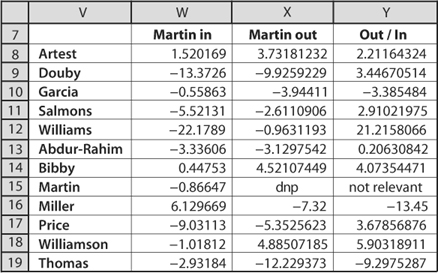 V W X Y
7 Martin in Martin out Out / In
8 Artest 1.520169 3.73181232 2.21164324
9 Douby −13.3726 −9.9259229 3.44670514
10 Garcia −0.55863 −3.94411 −3.385484
11 Salmons −5.52131 −2.6110906 2.91021975
12 Williams −22.1789 −0.9631193 21.2158066
13 Abdur-Rahim −3.33606 −3.1297542 0.20630842
14 Bibby 0.44753 4.52107449 4.07354471
15 Martin −0.86647 dnp not relevant
16 Miller 6.129669 −7.32 −13.45
17 Price −9.03113 −5.3525623 3.67856876
18 Williamson −1.01812 4.88507185 5.90318911
19 Thomas −2.93184 −12.229373 −9.2975287